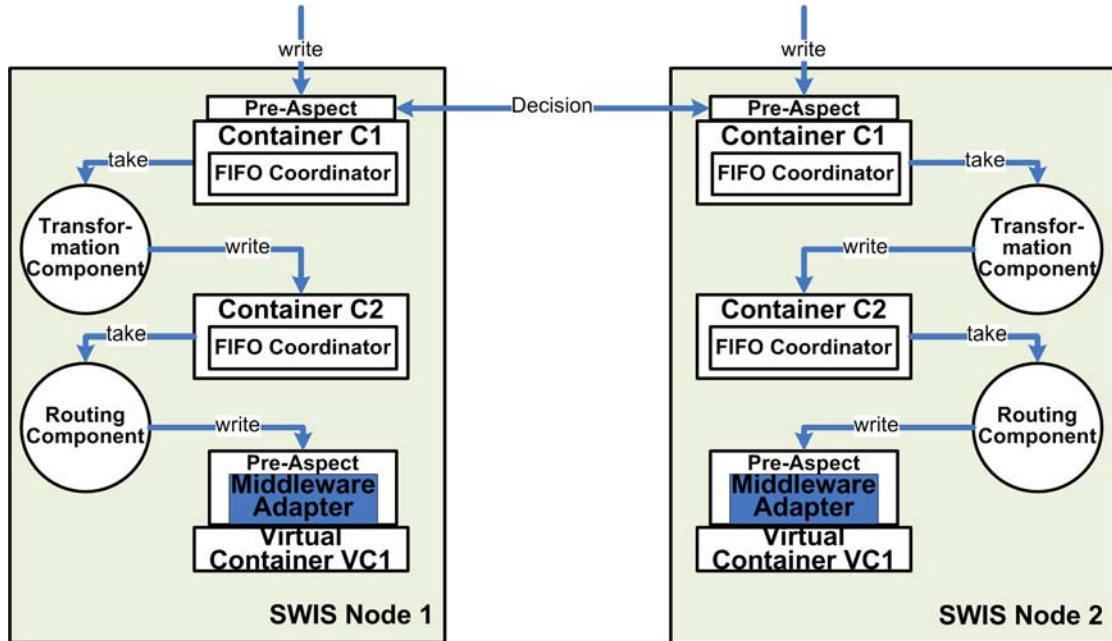 write
write
Pre-Aspect
Decision
Pre-Aspect
Container C1
Container C1
take
FIFO Coordinator
FIFO Coordinator
take
Transfor-
mation
Component
write
write
Transfor-
mation
Component
Container C2
Container C2
take
FIFO Coordinator
FIFO Coordinator
take
Routing
Component
write
write
Routing
Component
Pre-Aspect
Middleware
Adapter
Virtual
Container VC1
Pre-Aspect
Middleware
Adapter
Virtual
Container VC1
SWIS Node 1
SWIS Node 2